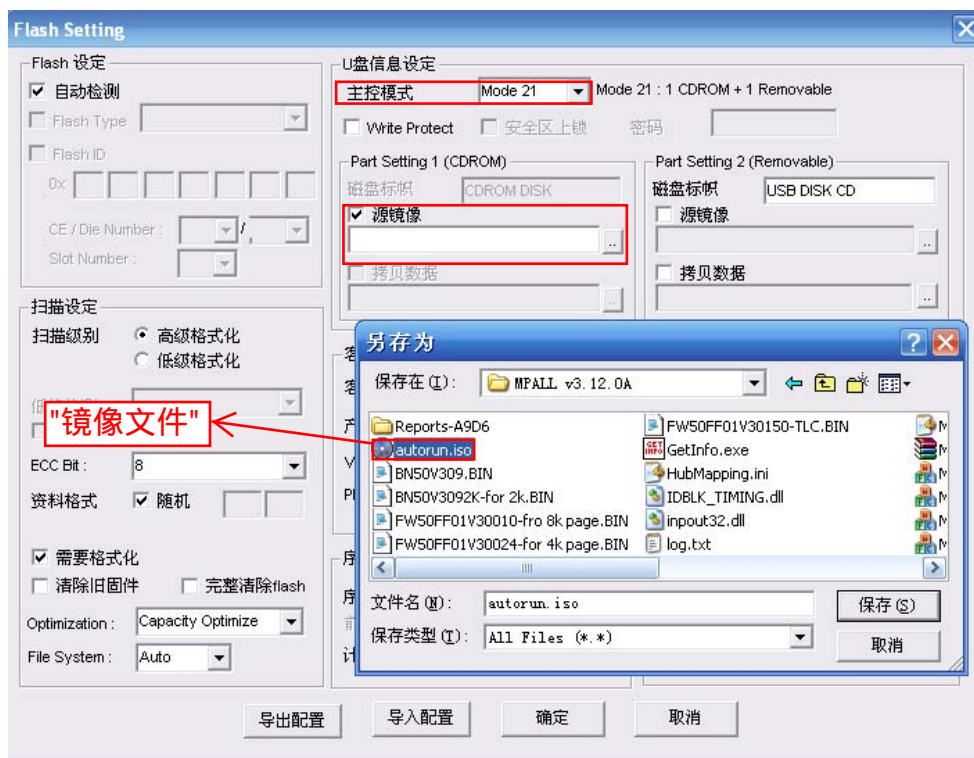 Flash Setting
Flash 设定
自动检测
Flash Type
Flash ID
0x
CE / Die Number :
/
Slot Number :
扫描设定
扫描级别
高级格式化
低级格式化
"镜像文件"
ECC Bit :
8
资料格式
随机
需要格式化
清除旧固件
完整清除flash
Optimization :
Capacity Optimize
File System :
Auto
U盘信息设定
主控模式
Mode 21
Mode 21 : 1 CDROM + 1 Removable
Write Protect
安全区上锁
密码
Part Setting 1 (CDROM)
磁盘标帜
CDROM DISK
源镜像
..
拷贝数据
..
Part Setting 2 (Removable)
磁盘标帜
USB DISK CD
源镜像
..
拷贝数据
..
另存为
保存在(I):
MPALL v3.12.0A
Reports-A9D6
autorun.iso
BN50V309.BIN
BN50V3092K-for 2k.BIN
FW50FF01V30010-fro 8k page.BIN
FW50FF01V30024-for 4k page.BIN
FW50FF01V30150-TLC.BIN
GetInfo.exe
HubMapping.ini
IDBLK_TIMING.dll
inpout32.dll
log.txt
文件名(N):
autorun.iso
保存(S)
保存类型(T):
All Files (*.*)
取消
导出配置
导入配置
确定
取消